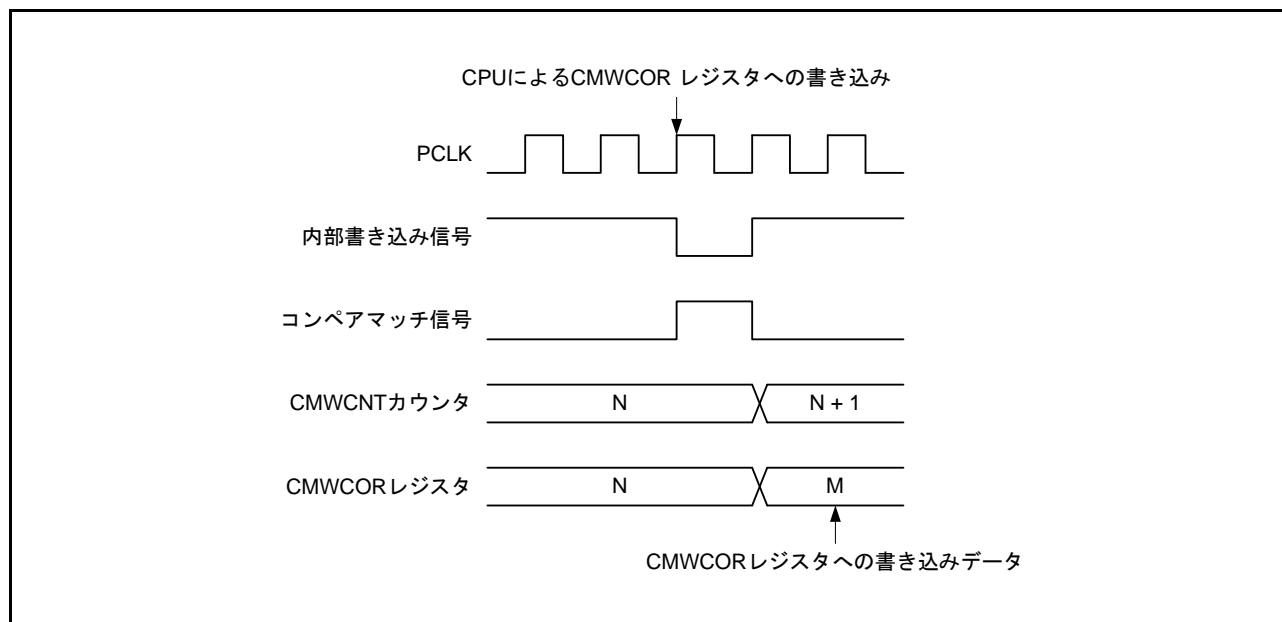 CPUによるCMWCOR レジスタへの書き込み
PCLK
内部書き込み信号
コンペアマッチ信号
CMWCNTカウンタ
N
N + 1
CMWCORレジスタ
N
M
CMWCORレジスタへの書き込みデータ